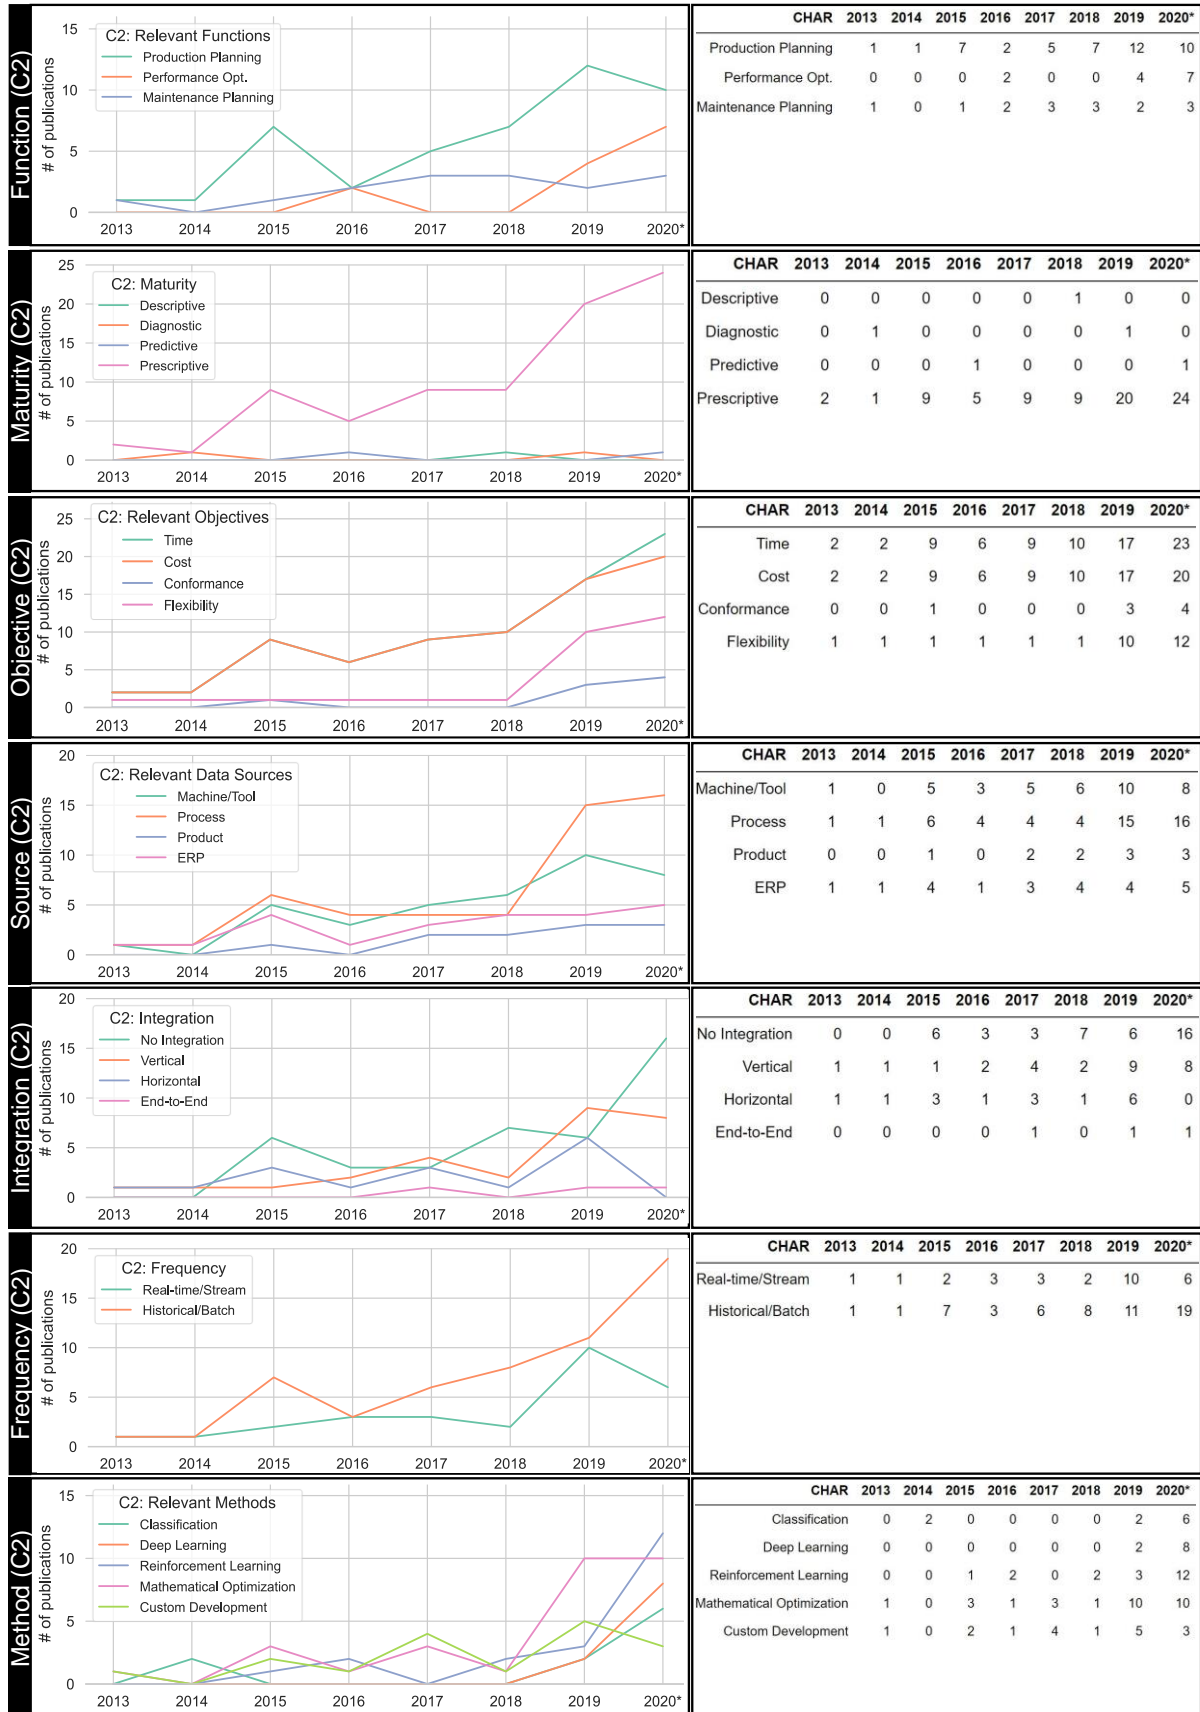 Function (C2)
C2: Relevant Functions
Production Planning
Performance Opt.
Maintenance Planning
# of publications
15
10
5
0
2013 2014 2015 2016 2017 2018 2019 2020*
CHAR 2013 2014 2015 2016 2017 2018 2019 2020*
Production Planning 1 1 7 2 5 7 12 10
Performance Opt. 0 0 0 2 0 0 4 7
Maintenance Planning 1 0 1 2 3 3 2 3
Maturity (C2)
C2: Maturity
Descriptive
Diagnostic
Predictive
Prescriptive
# of publications
25
20
15
10
5
0
2013 2014 2015 2016 2017 2018 2019 2020*
CHAR 2013 2014 2015 2016 2017 2018 2019 2020*
Descriptive 0 0 0 0 0 1 0 0
Diagnostic 0 1 0 0 0 0 1 0
Predictive 0 0 0 1 0 0 0 1
Prescriptive 2 1 9 5 9 9 20 24
Objective (C2)
C2: Relevant Objectives
Time
Cost
Conformance
Flexibility
# of publications
25
20
15
10
5
0
2013 2014 2015 2016 2017 2018 2019 2020*
CHAR 2013 2014 2015 2016 2017 2018 2019 2020*
Time 2 2 9 6 9 10 17 23
Cost 2 2 9 6 9 10 17 20
Conformance 0 0 1 0 0 0 3 4
Flexibility 1 1 1 1 1 1 10 12
Source (C2)
C2: Relevant Data Sources
Machine/Tool
Process
Product
ERP
# of publications
20
15
10
5
0
2013 2014 2015 2016 2017 2018 2019 2020*
CHAR 2013 2014 2015 2016 2017 2018 2019 2020*
Machine/Tool 1 0 5 3 5 6 10 8
Process 1 1 6 4 4 4 15 16
Product 0 0 1 0 2 2 3 3
ERP 1 1 4 1 3 4 4 5
Integration (C2)
C2: Integration
No Integration
Vertical
Horizontal
End-to-End
# of publications
20
15
10
5
0
2013 2014 2015 2016 2017 2018 2019 2020*
CHAR 2013 2014 2015 2016 2017 2018 2019 2020*
No Integration 0 0 6 3 3 7 6 16
Vertical 1 1 1 2 4 2 9 8
Horizontal 1 1 3 1 3 1 6 0
End-to-End 0 0 0 0 1 0 1 1
Frequency (C2)
C2: Frequency
Real-time/Stream
Historical/Batch
# of publications
20
15
10
5
0
2013 2014 2015 2016 2017 2018 2019 2020*
CHAR 2013 2014 2015 2016 2017 2018 2019 2020*
Real-time/Stream 1 1 2 3 3 2 10 6
Historical/Batch 1 1 7 3 6 8 11 19
Method (C2)
C2: Relevant Methods
Classification
Deep Learning
Reinforcement Learning
Mathematical Optimization
Custom Development
# of publications
15
10
5
0
2013 2014 2015 2016 2017 2018 2019 2020*
CHAR 2013 2014 2015 2016 2017 2018 2019 2020*
Classification 0 2 0 0 0 0 2 6
Deep Learning 0 0 0 0 0 0 2 8
Reinforcement Learning 0 0 1 2 0 2 3 12
Mathematical Optimization 1 0 3 1 3 1 10 10
Custom Development 1 0 2 1 4 1 5 3